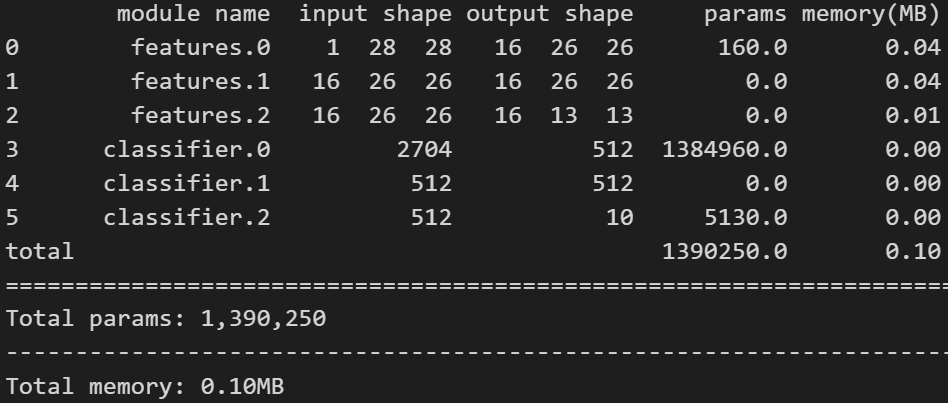 module name input shape output shape params memory(MB)
0 features.0 1 28 28 16 26 26 160.0 0.04
1 features.1 16 26 26 16 26 26 0.0 0.04
2 features.2 16 26 26 16 13 13 0.0 0.01
3 classifier.0 2704 512 1384960.0 0.00
4 classifier.1 512 512 0.0 0.00
5 classifier.2 512 10 5130.0 0.00
total 1390250.0 0.10
====================================================================
Total params: 1,390,250
--------------------------------------------------------------------
Total memory: 0.10MB